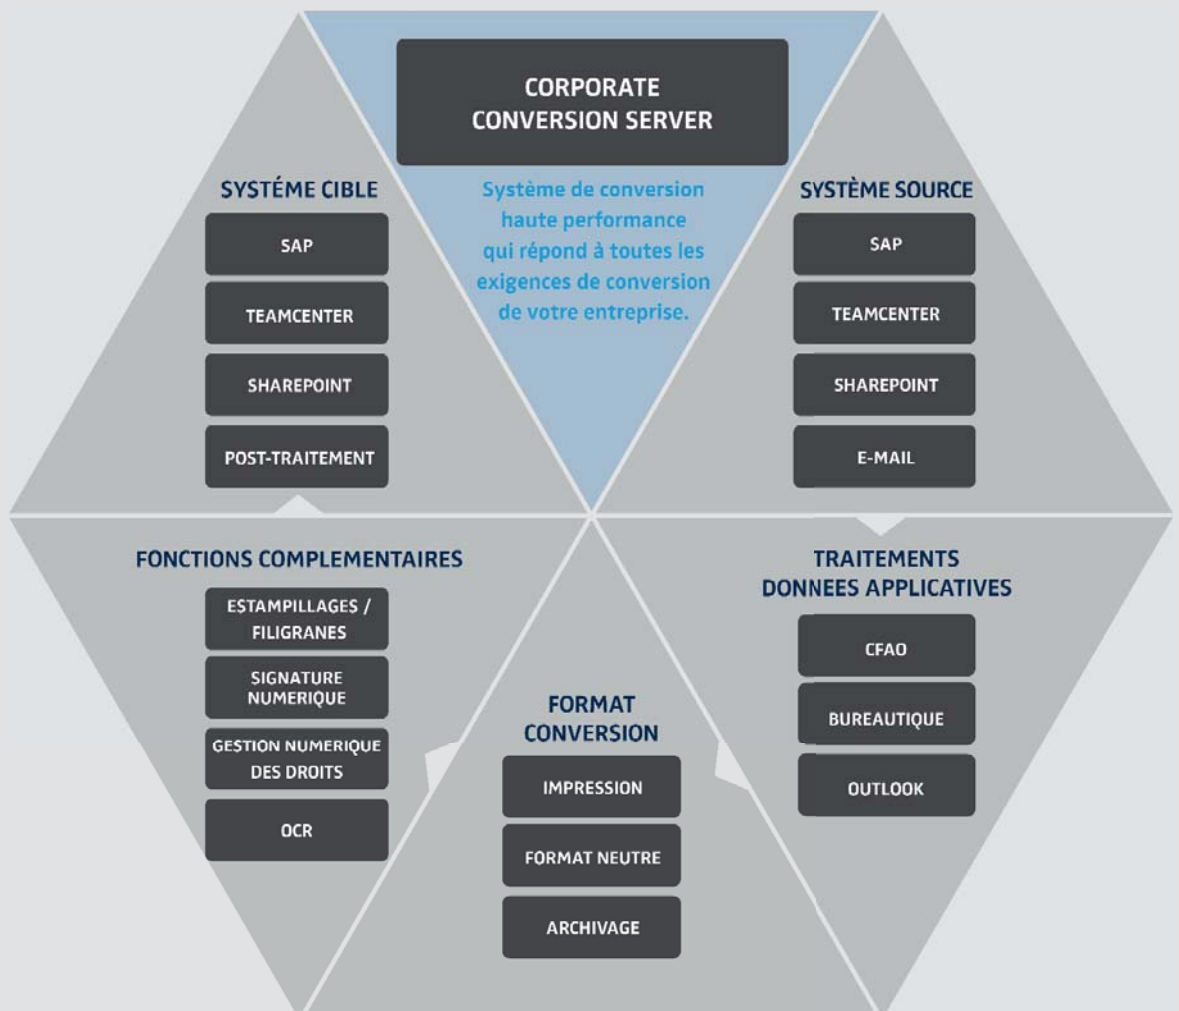 CORPORATE
CONVERSION SERVER
Système de conversion
haute performance
qui répond à toutes les
exigences de conversion
de votre entreprise.
SYSTÉME CIBLE
SAP
TEAMCENTER
SHAREPOINT
POST-TRAITEMENT
SYSTÈME SOURCE
SAP
TEAMCENTER
SHAREPOINT
E-MAIL
FONCTIONS COMPLEMENTAIRES
ESTAMPILLAGES /
FILIGRANES
SIGNATURE
NUMERIQUE
GESTION NUMERIQUE
DES DROITS
OCR
FORMAT
CONVERSION
IMPRESSION
FORMAT NEUTRE
ARCHIVAGE
TRAITEMENTS
DONNEES APPLICATIVES
CFAO
BUREAUTIQUE
OUTLOOK